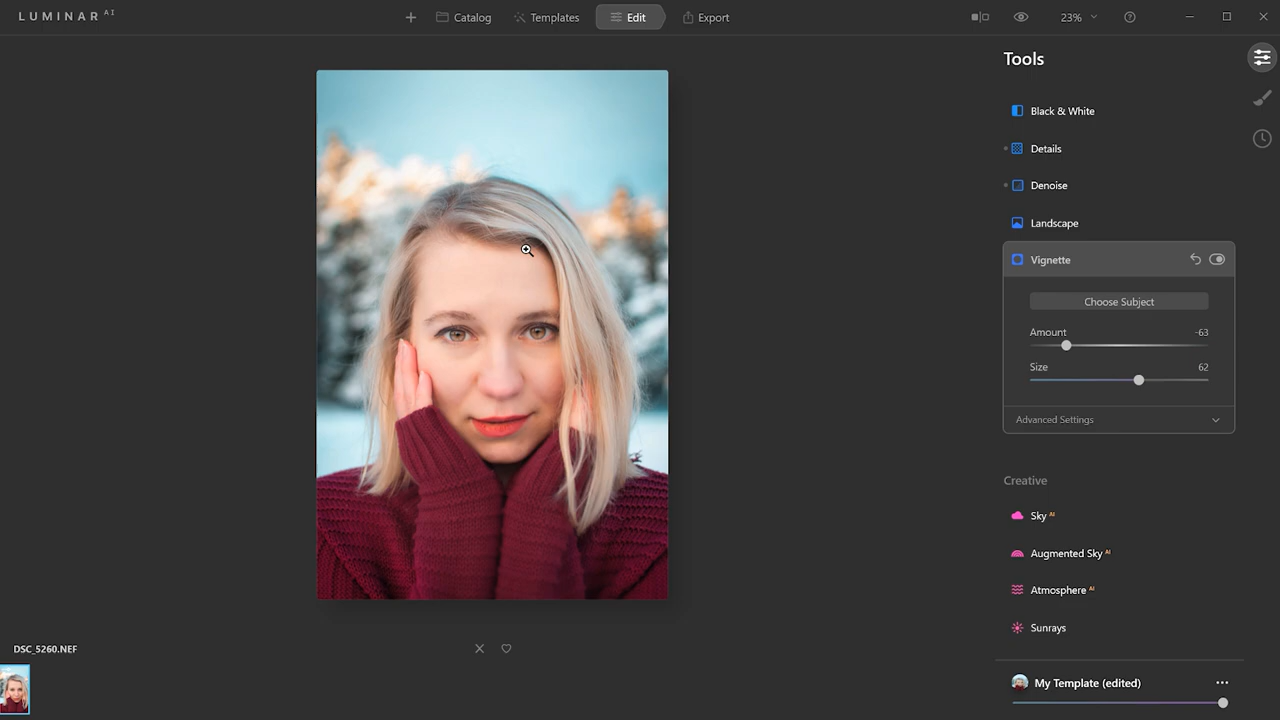 LUMINAR AI
Catalog
Templates
Edit
Export
23%
Tools
Black & White
Details
Denoise
Landscape
Vignette
Choose Subject
Amount -63
Size 62
Advanced Settings
Creative
Sky AI
Augmented Sky AI
Atmosphere AI
Sunrays
DSC_5260.NEF
My Template (edited)